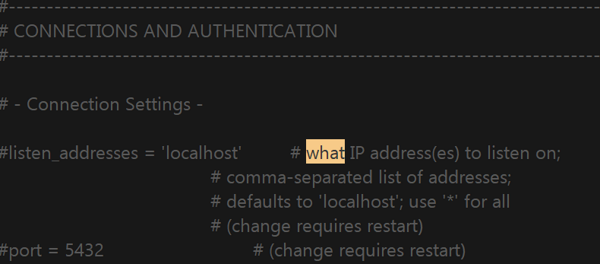 #------------------------------------------------------------------------------
# CONNECTIONS AND AUTHENTICATION
#------------------------------------------------------------------------------
# - Connection Settings -
#listen_addresses = 'localhost' # what IP address(es) to listen on;
# comma-separated list of addresses;
# defaults to 'localhost'; use '*' for all
# (change requires restart)
#port = 5432 # (change requires restart)